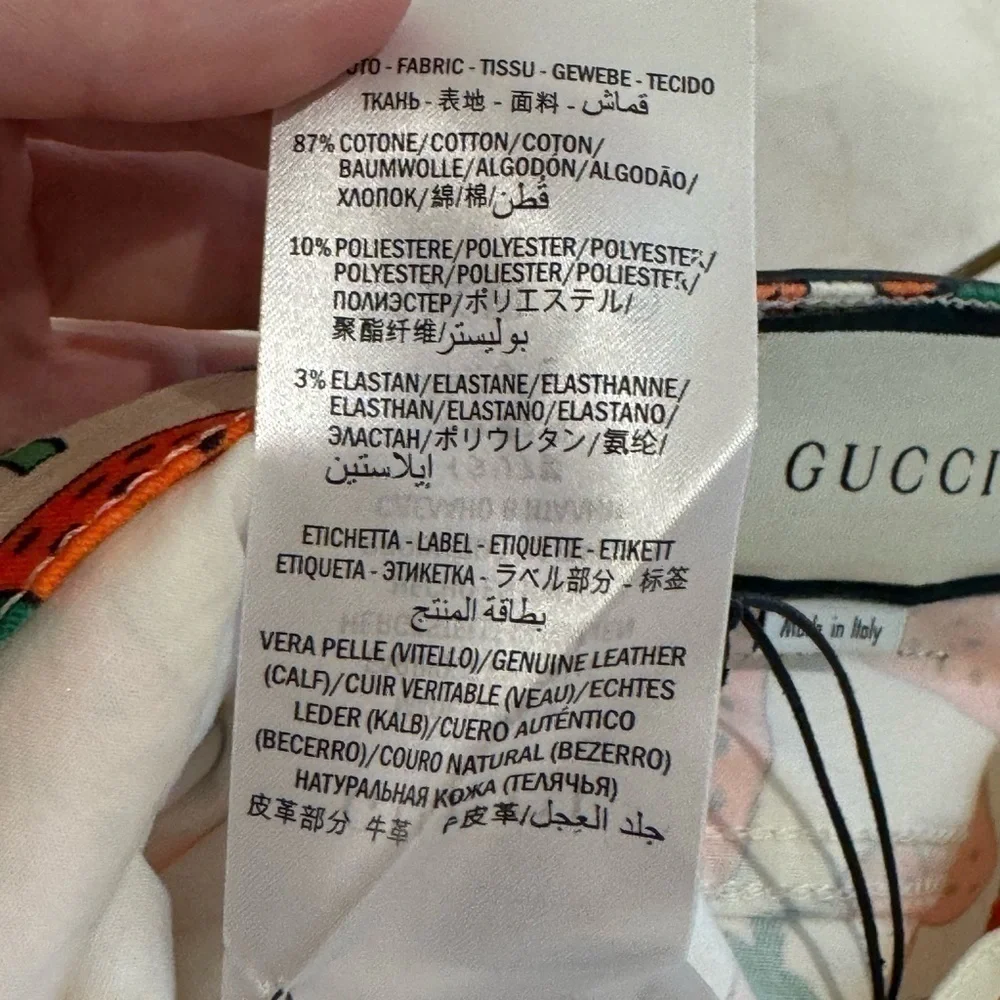 - FABRIC - TISSU - GEWEBE - TECIDO
ТКАНЬ - 表地 - 面料 - قماش
87% COTONE/COTTON/COTON/
BAUMWOLLE/ALGODÓN/ALGODÃO/
ХЛОПОК/綿/棉/قُطن
10% POLIESTERE/POLYESTER/POLYESTER/
POLYESTER/POLIESTER/POLIESTER/
ПОЛИЭСТЕР/ポリエステル/
聚酯纤维/بوليستر
3% ELASTAN/ELASTANE/ELASTHANNE/
ELASTHAN/ELASTANO/ELASTANO/
ЭЛАСТАН/ポリウレタン/氨纶/
إيلاستين
ETICHETTA - LABEL - ETIQUETTE - ETIKETT
ETIQUETA - ЭТИКЕТКА - ラベル部分 - 标签
بطاقة المنتج
VERA PELLE (VITELLO)/GENUINE LEATHER
(CALF)/CUIR VERITABLE (VEAU)/ECHTES
LEDER (KALB)/CUERO AUTÉNTICO
(BECERRO)/COURO NATURAL (BEZERRO)
НАТУРАЛЬНАЯ КОЖА (ТЕЛЯЧЬЯ)
皮革部分 牛革 皮革/جلد العجل
GUCCI
Made in Italy